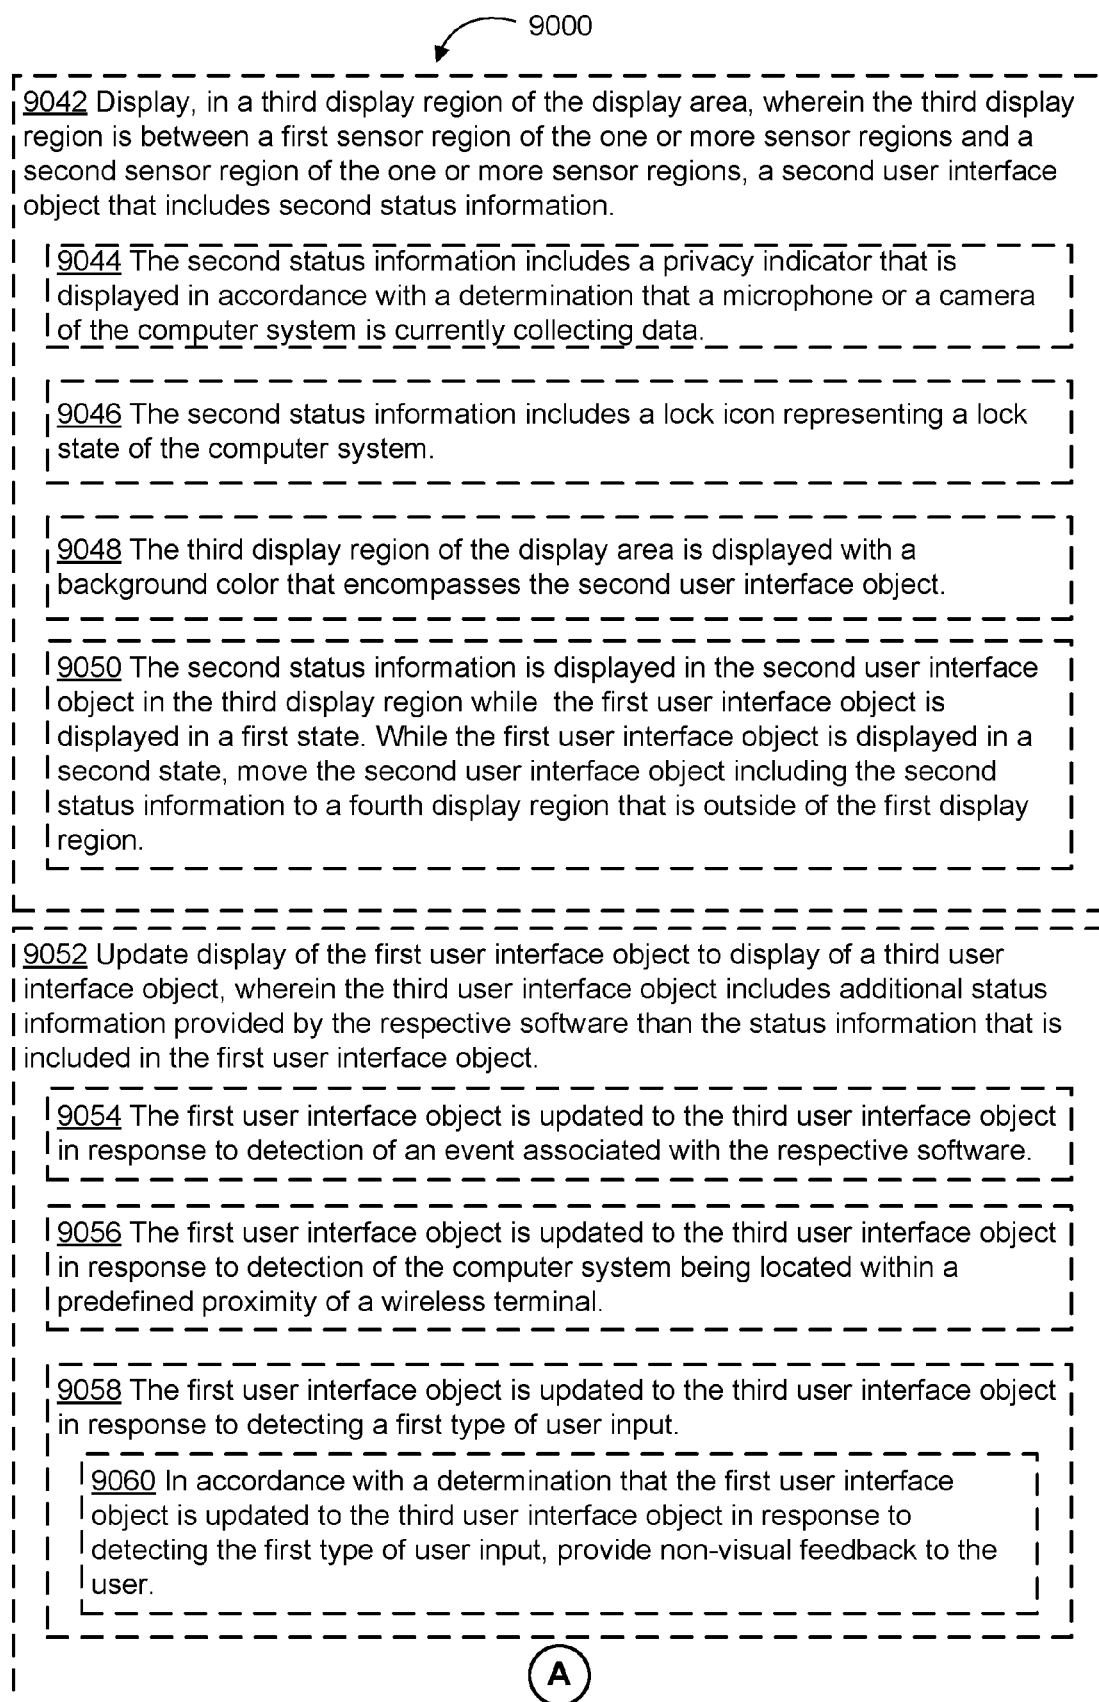 9000
9042 Display, in a third display region of the display area, wherein the third display
region is between a first sensor region of the one or more sensor regions and a
second sensor region of the one or more sensor regions, a second user interface
object that includes second status information.
9044 The second status information includes a privacy indicator that is
displayed in accordance with a determination that a microphone or a camera
of the computer system is currently collecting data.
9046 The second status information includes a lock icon representing a lock
state of the computer system.
9048 The third display region of the display area is displayed with a
background color that encompasses the second user interface object.
9050 The second status information is displayed in the second user interface
object in the third display region while the first user interface object is
displayed in a first state. While the first user interface object is displayed in a
second state, move the second user interface object including the second
status information to a fourth display region that is outside of the first display
region.
9052 Update display of the first user interface object to display of a third user
interface object, wherein the third user interface object includes additional status
information provided by the respective software than the status information that is
included in the first user interface object.
9054 The first user interface object is updated to the third user interface object
in response to detection of an event associated with the respective software.
9056 The first user interface object is updated to the third user interface object
in response to detection of the computer system being located within a
predefined proximity of a wireless terminal.
9058 The first user interface object is updated to the third user interface object
in response to detecting a first type of user input.
9060 In accordance with a determination that the first user interface
object is updated to the third user interface object in response to
detecting the first type of user input, provide non-visual feedback to the
user.
A